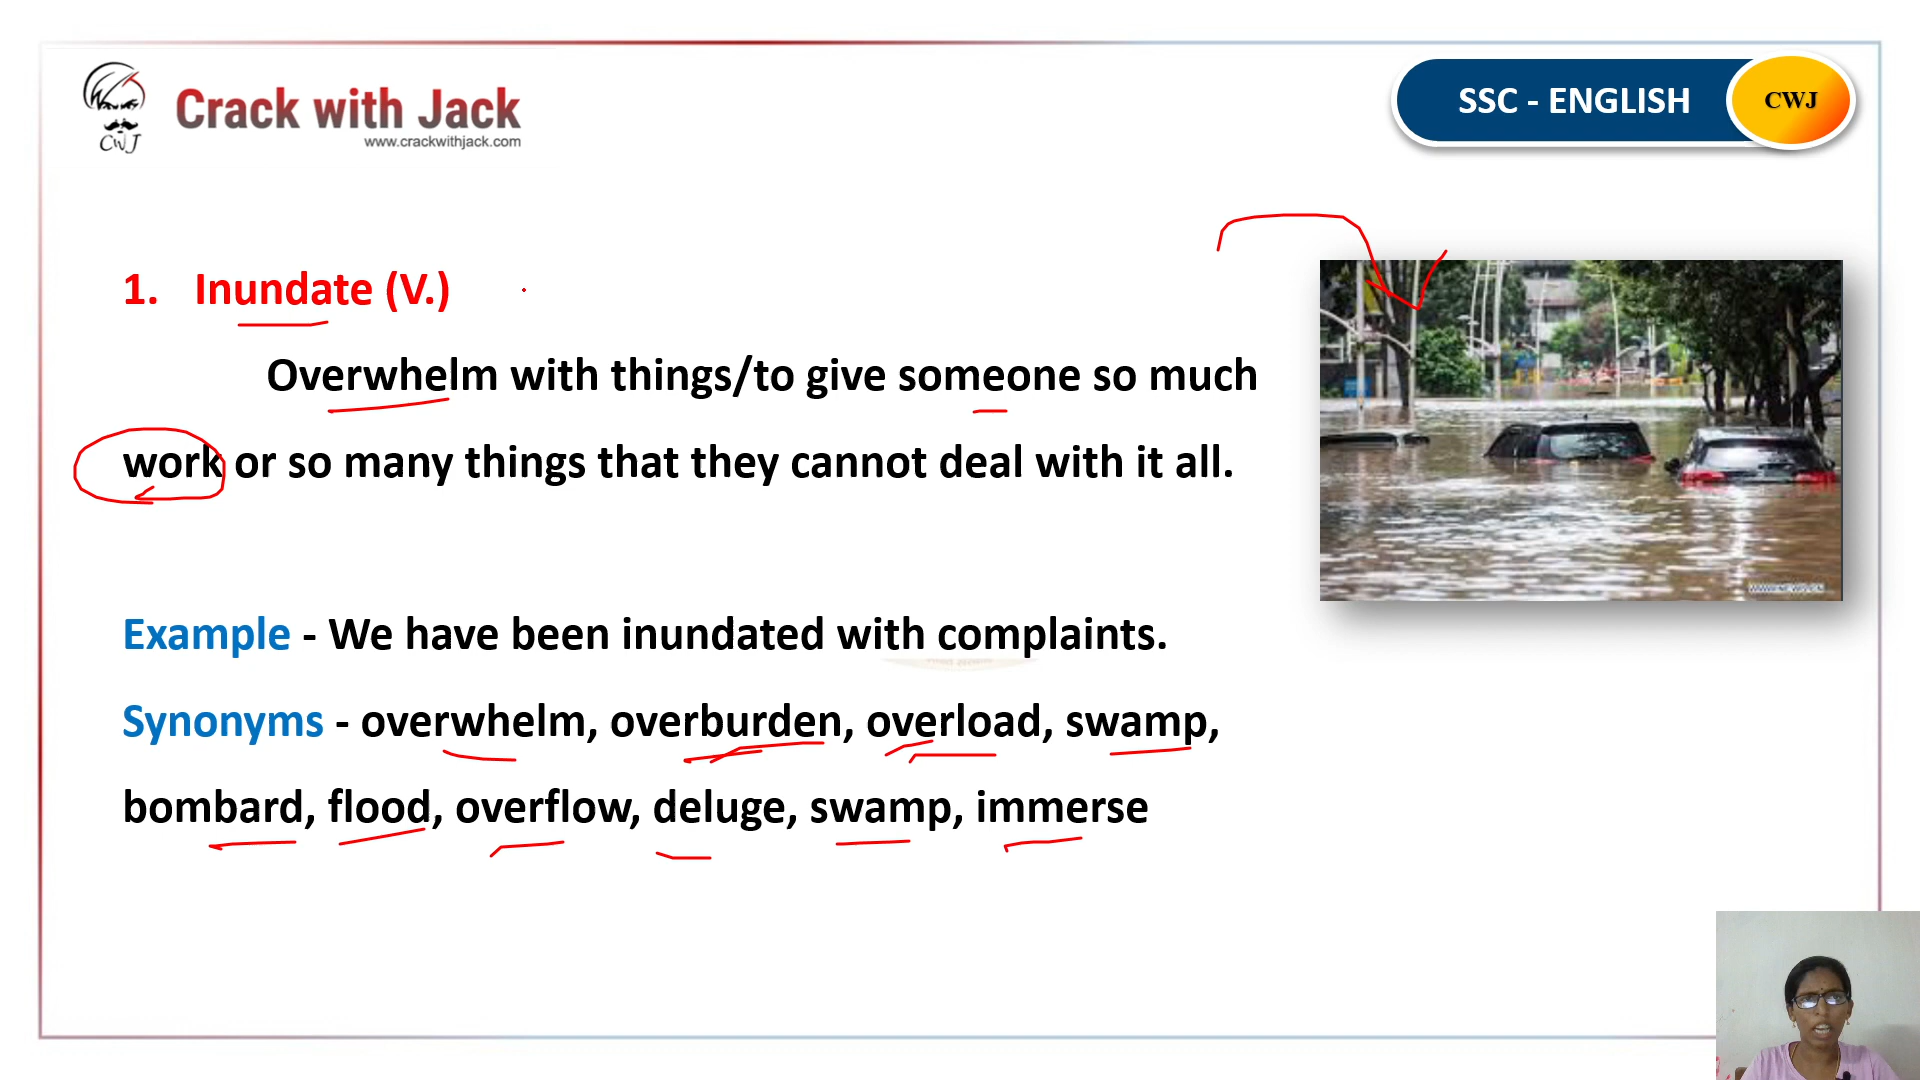 Crack with Jack
www.crackwithjack.com
CWJ
SSC - ENGLISH
CWJ
1. Inundate (V.)
Overwhelm with things/to give someone so much
work or so many things that they cannot deal with it all.
Example - We have been inundated with complaints.
Synonyms - overwhelm, overburden, overload, swamp,
bombard, flood, overflow, deluge, swamp, immerse